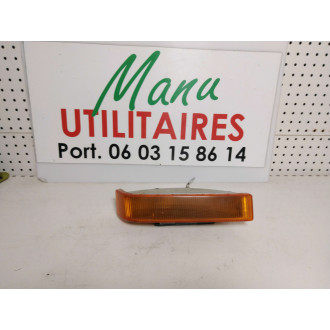 Manu
UTILITAIRES
Port. 06 03 15 86 14